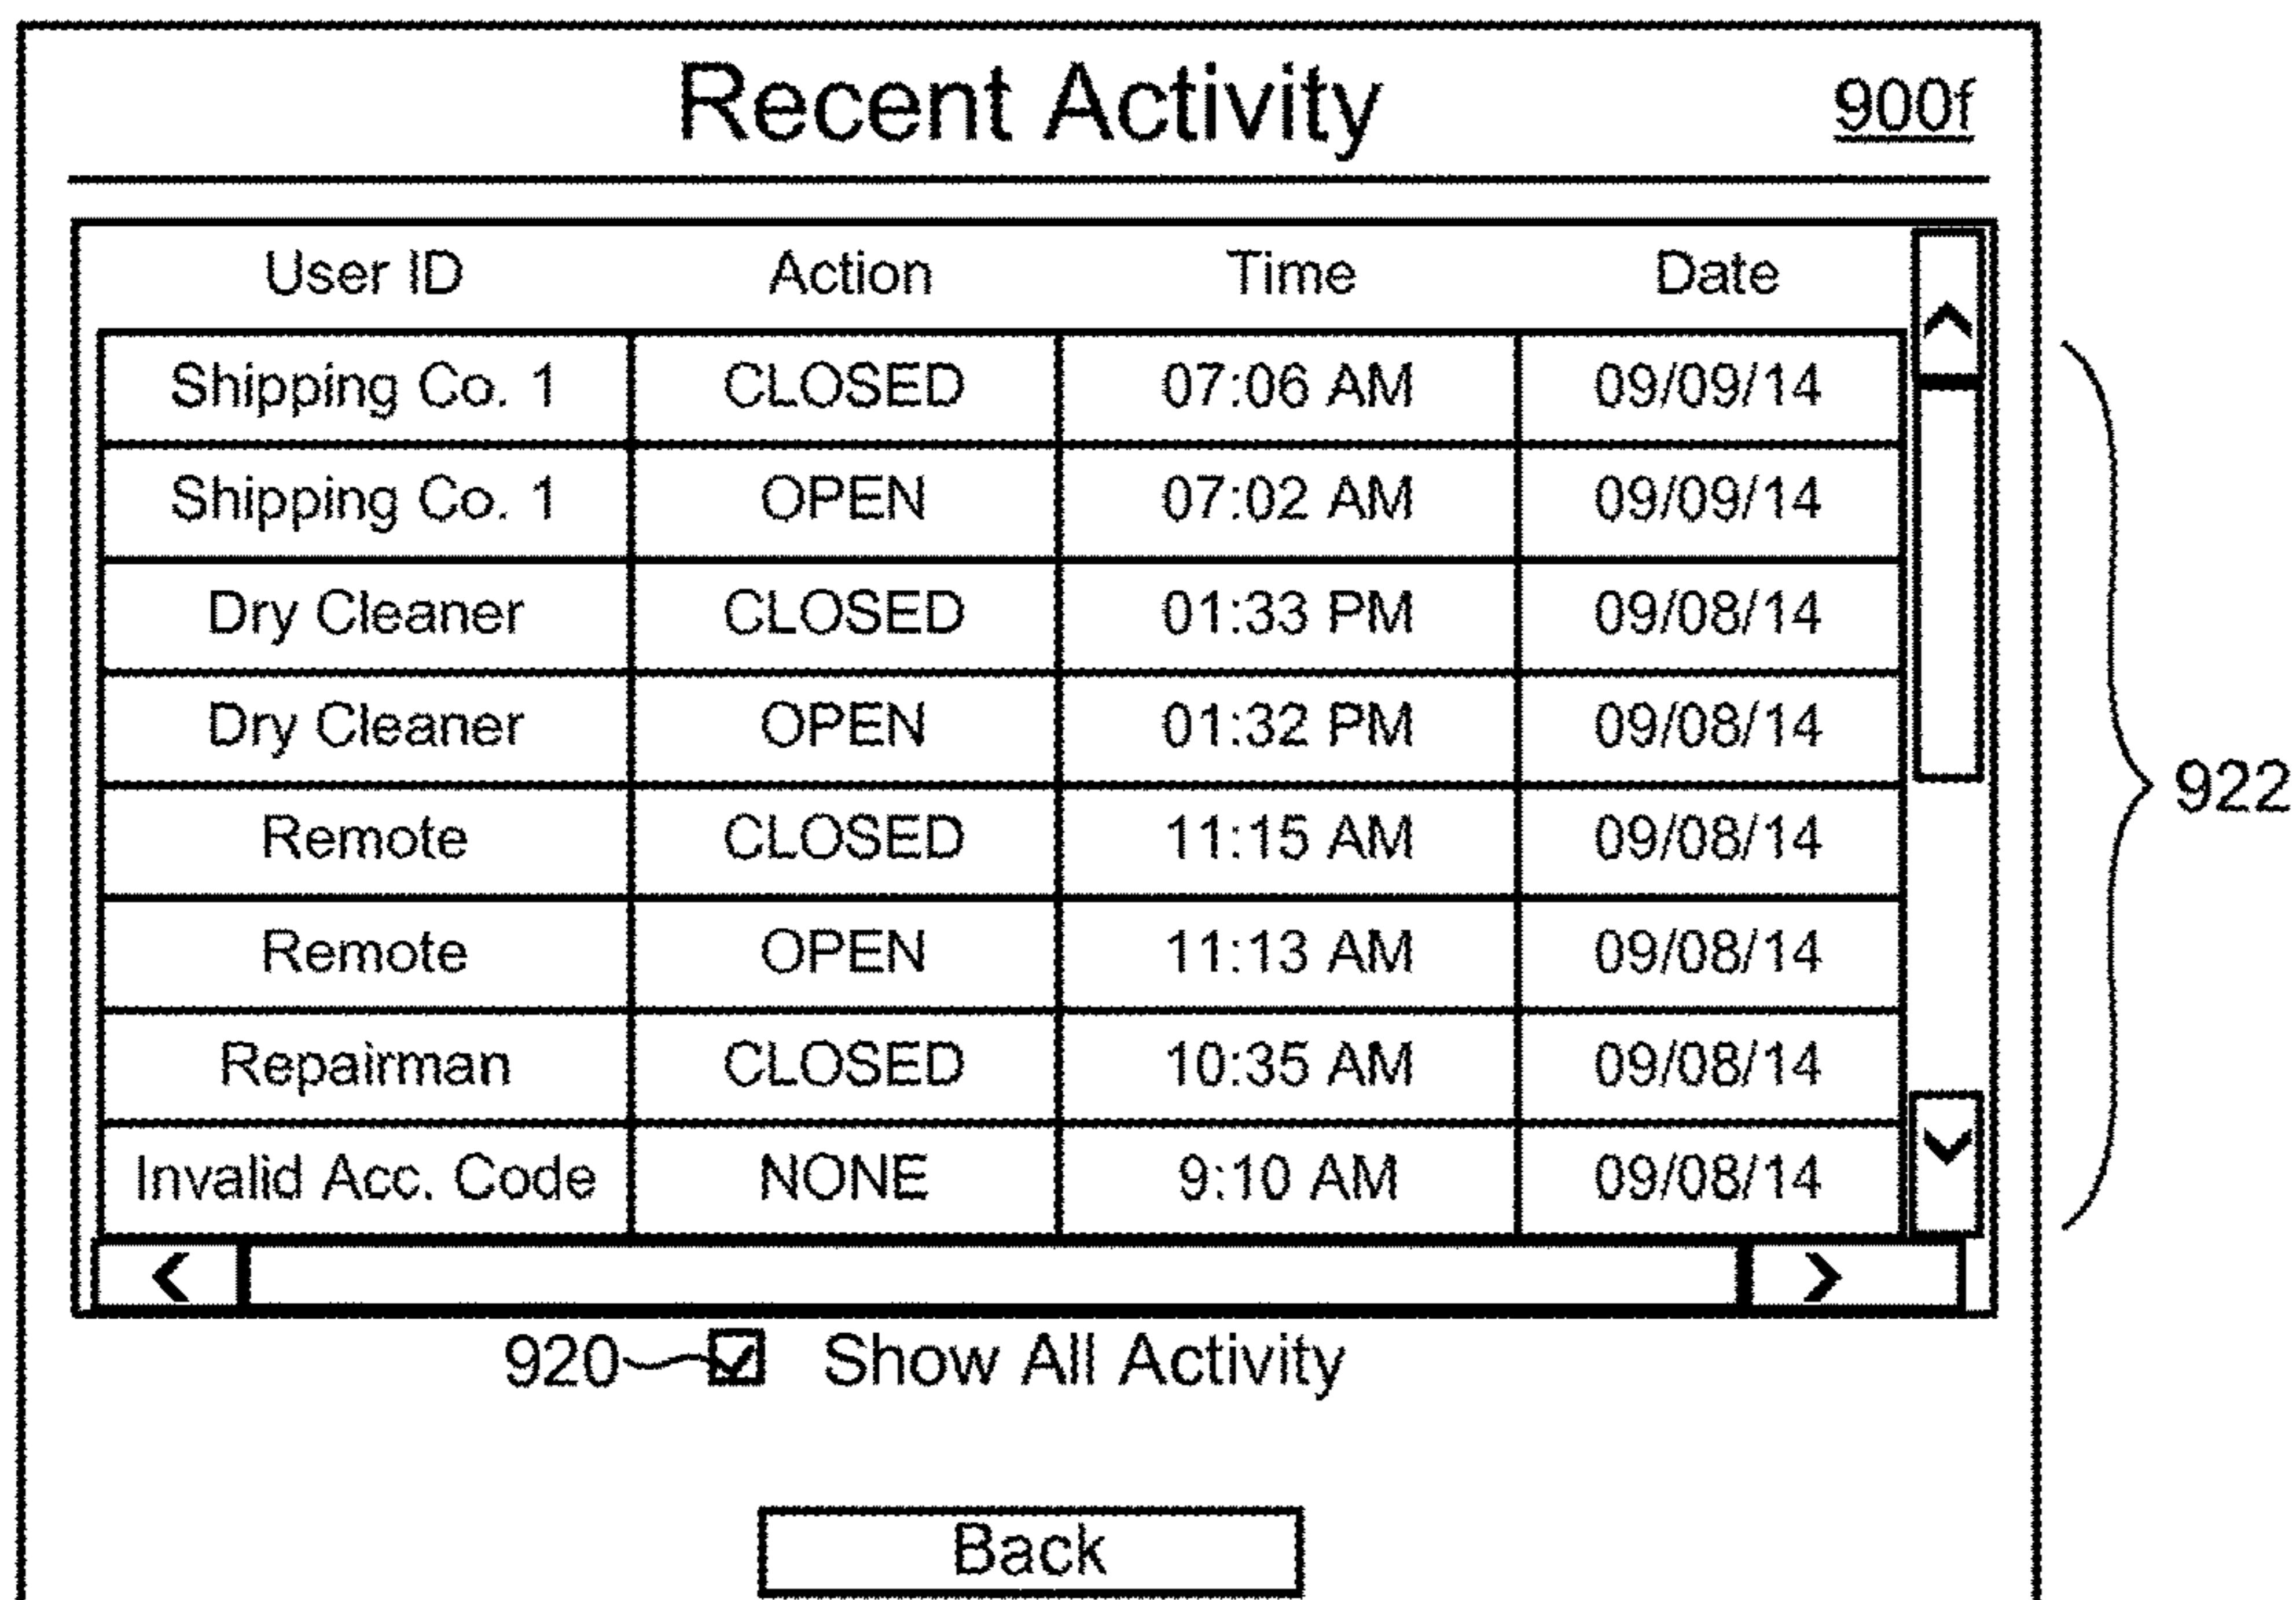 Recent Activity 900f
User ID Action Time Date
Shipping Co. 1 CLOSED 07:06 AM 09/09/14
Shipping Co. 1 OPEN 07:02 AM 09/09/14
Dry Cleaner CLOSED 01:33 PM 09/08/14
Dry Cleaner OPEN 01:32 PM 09/08/14
922
Remote CLOSED 11:15 AM 09/08/14
Remote OPEN 11:13 AM 09/08/14
Repairman CLOSED 10:35 AM 09/08/14
Invalid Acc. Code NONE 9:10 AM 09/08/14
920 Show All Activity
Back